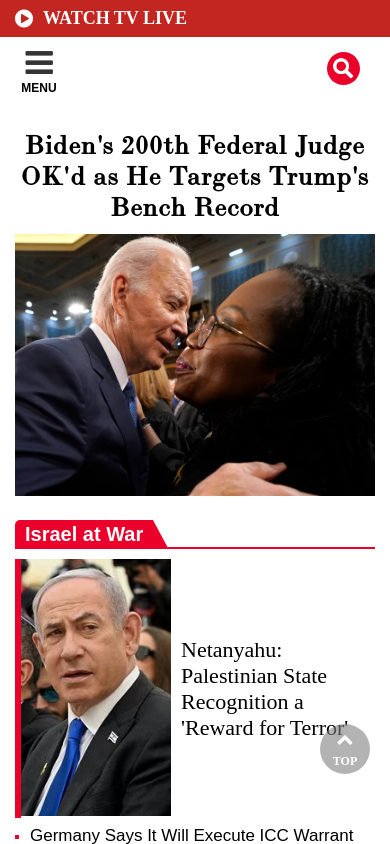 WATCH TV LIVE
MENU
Biden's 200th Federal Judge
OK'd as He Targets Trump's
Bench Record
Israel at War
Netanyahu:
Palestinian State
Recognition a
'Reward for Terror'
TOP
Germany Says It Will Execute ICC Warrant